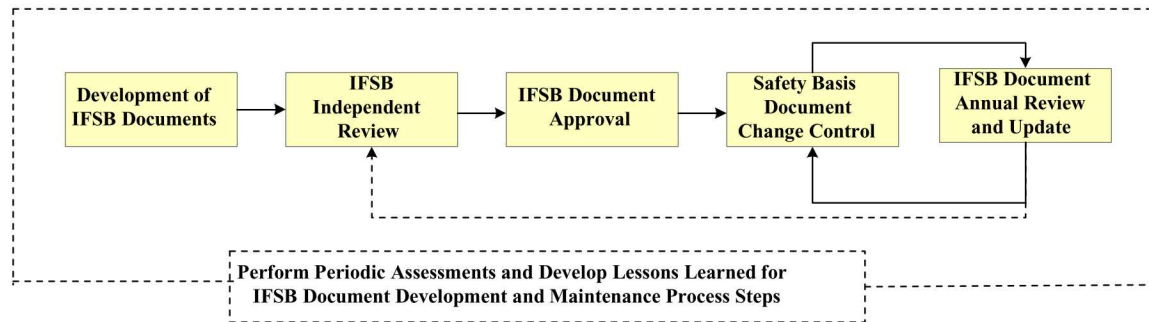 Development of
IFSB Documents
IFSB
Independent
Review
IFSB Document
Approval
Safety Basis
Document
Change Control
IFSB Document
Annual Review
and Update
Perform Periodic Assessments and Develop Lessons Learned for
IFSB Document Development and Maintenance Process Steps